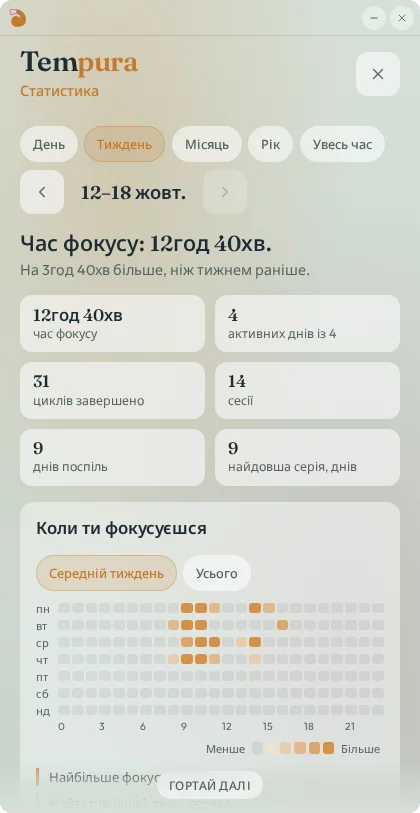 Tempura
Статистика
День Тиждень Місяць Рік Увесь час
12–18 жовт.
Час фокусу: 12год 40хв.
На 3год 40хв більше, ніж тижнем раніше.
12год 40хв
час фокусу
4
активних днів із 4
31
циклів завершено
14
сесії
9
днів поспіль
9
найдовша серія, днів
Коли ти фокусуєшся
Середній тиждень Усього
пн
вт
ср
чт
пт
сб
нд
0 3 6 9 12 15 18 21
Менше Більше
Найбільше
ГОРТАЙ ДАЛІ